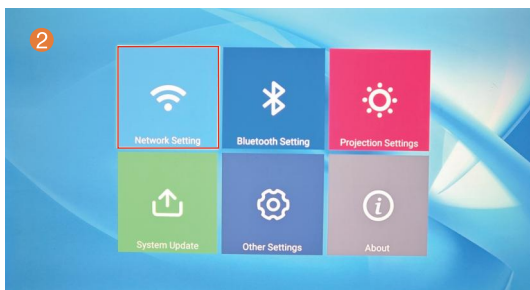 2
Network Setting
Bluetooth Setting
Projection Settings
System Update
Other Settings
About